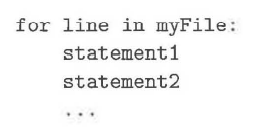 for line in myFile:
    statement1
    statement2
    ...